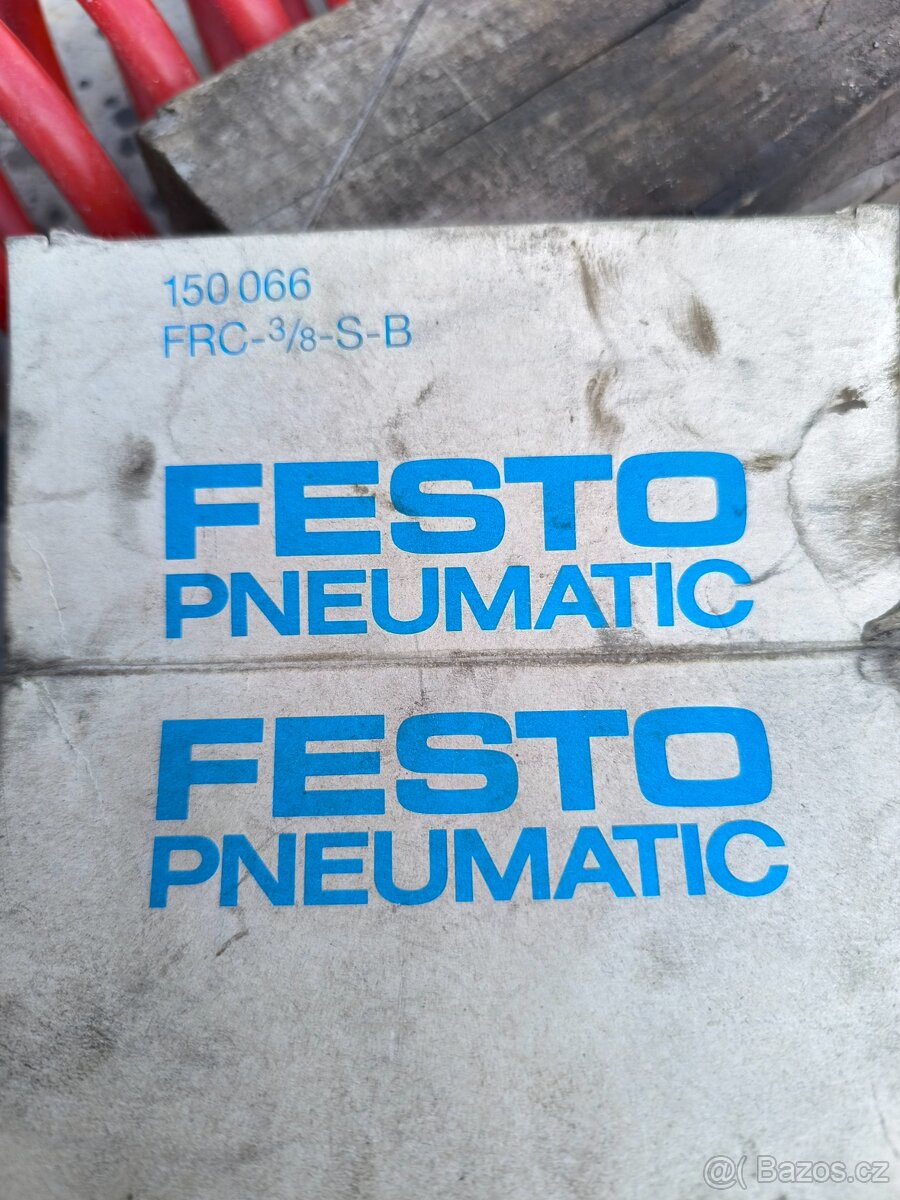 150 066
FRC-3/8-S-B
FESTO
PNEUMATIC
FESTO
PNEUMATIC
@( Bazos.cz